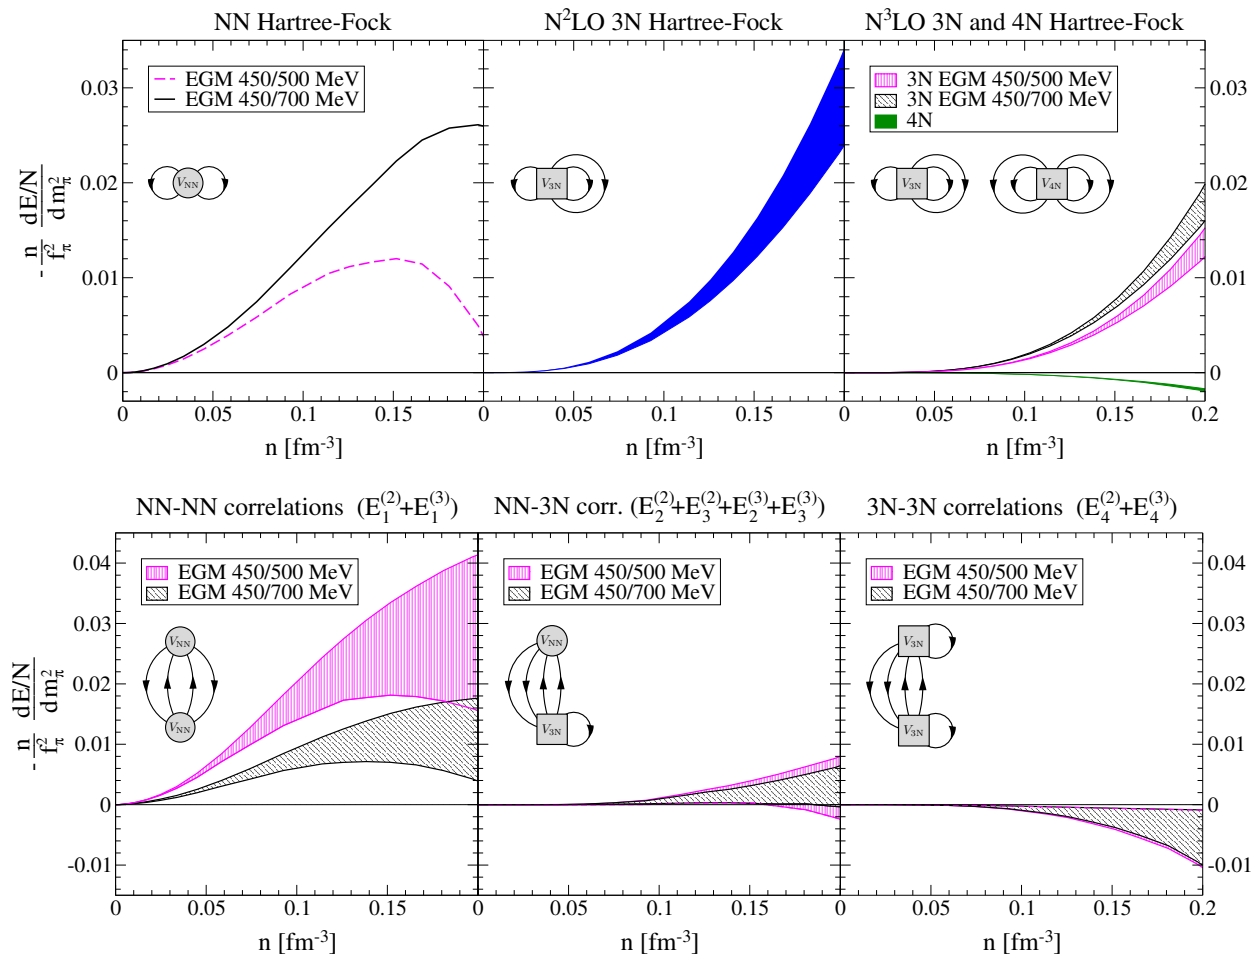 NN Hartree-Fock
N²LO 3N Hartree-Fock
N³LO 3N and 4N Hartree-Fock
EGM 450/500 MeV
EGM 450/700 MeV
3N EGM 450/500 MeV
3N EGM 450/700 MeV
4N
V_NN
V_3N
V_3N
V_4N
0.03
0.02
0.01
0
0.03
0.02
0.01
0
- n/f_π² dE/N / d m_π²
0 0.05 0.1 0.15 0 0.05 0.1 0.15 0 0.05 0.1 0.15 0.2
n [fm⁻³]
n [fm⁻³]
n [fm⁻³]
NN-NN correlations (E₁⁽²⁾+E₁⁽³⁾)
NN-3N corr. (E₂⁽²⁾+E₃⁽²⁾+E₂⁽³⁾+E₃⁽³⁾)
3N-3N correlations (E₄⁽²⁾+E₄⁽³⁾)
EGM 450/500 MeV
EGM 450/700 MeV
EGM 450/500 MeV
EGM 450/700 MeV
EGM 450/500 MeV
EGM 450/700 MeV
V_NN
V_NN
V_NN
V_3N
V_3N
V_3N
0.04
0.03
0.02
0.01
0
-0.01
0.04
0.03
0.02
0.01
0
-0.01
- n/f_π² dE/N / d m_π²
0 0.05 0.1 0.15 0 0.05 0.1 0.15 0 0.05 0.1 0.15 0.2
n [fm⁻³]
n [fm⁻³]
n [fm⁻³]